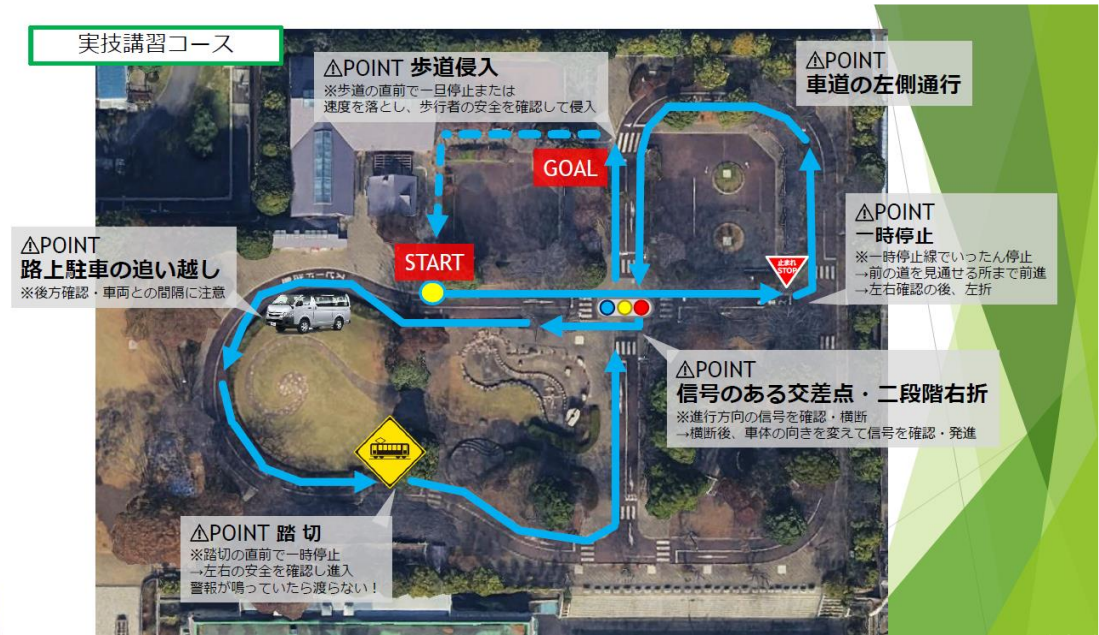 実技講習コース
⚠POINT 歩道侵入
※歩道の直前で一旦停止または
速度を落とし、歩行者の安全を確認して侵入
⚠POINT
車道の左側通行
GOAL
⚠POINT
一時停止
※一時停止線でいったん停止
→前の道を見通せる所まで前進
→左右確認の後、左折
止まれ
STOP
⚠POINT
路上駐車の追い越し
※後方確認・車両との間隔に注意
START
⚠POINT
信号のある交差点・二段階右折
※進行方向の信号を確認・横断
→横断後、車体の向きを変えて信号を確認・発進
⚠POINT 踏切
※踏切の直前で一時停止
→左右の安全を確認し進入
警報が鳴っていたら渡らない！